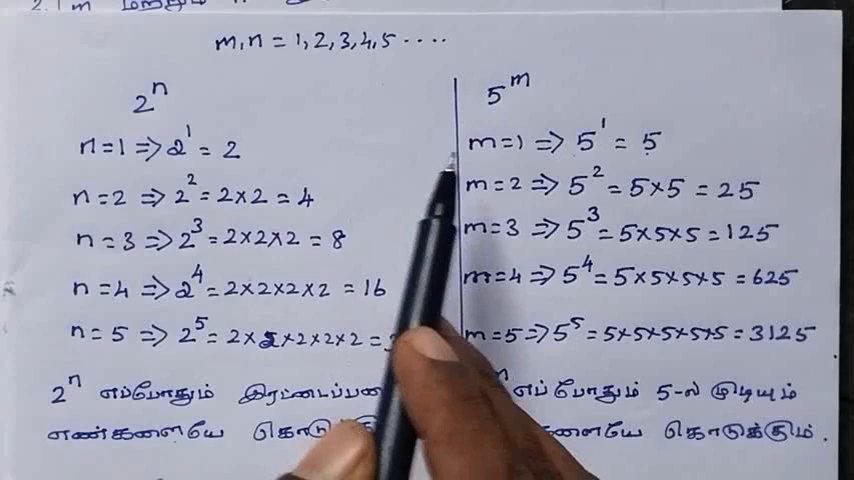 2. m மற்றும் n
m,n = 1,2,3,4,5 ....
2^n
n=1 => 2^1 = 2
n=2 => 2^2 = 2×2 = 4
n=3 => 2^3 = 2×2×2 = 8
n=4 => 2^4 = 2×2×2×2 = 16
n=5 => 2^5 = 2×2×2×2×2 =
2^n எப்போதும்
எண்களையே
5^m
m=1 => 5^1 = 5
m=2 => 5^2 = 5×5 = 25
m=3 => 5^3 = 5×5×5 = 125
m=4 => 5^4 = 5×5×5×5 = 625
m=5 => 5^5 = 5×5×5×5×5 = 3125
எப்போதும் 5-ல் முடியும்
கொடுக்கும்.